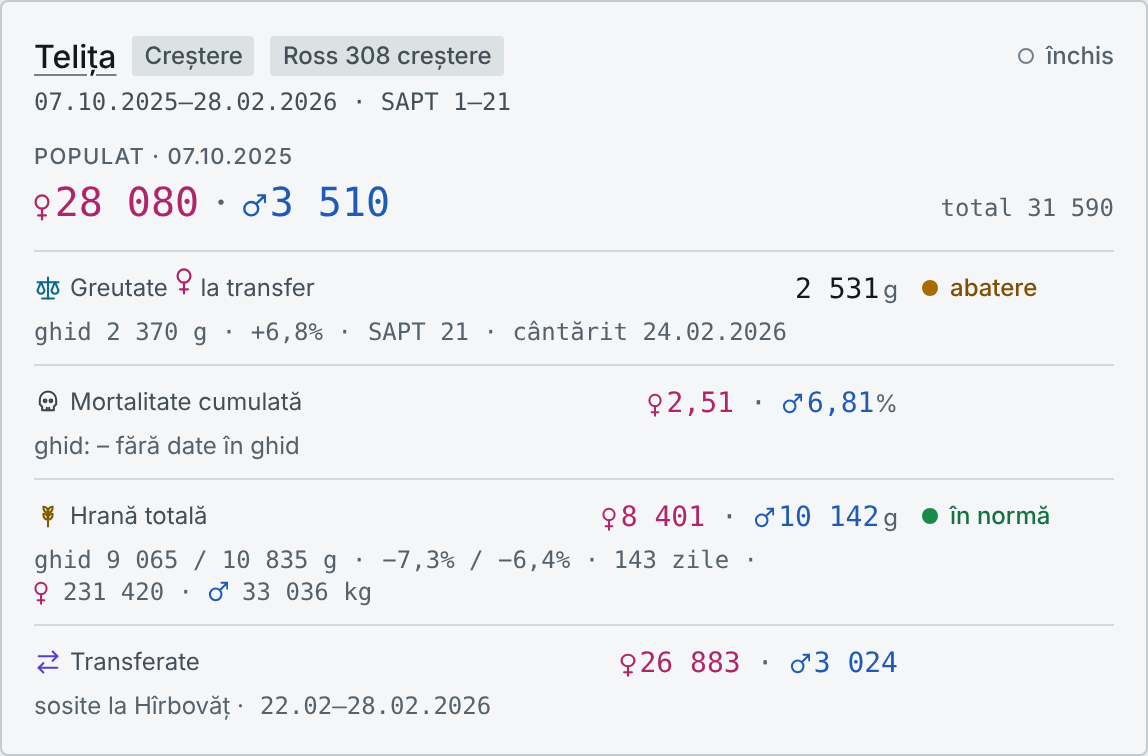 Telița Creștere Ross 308 creștere închis
07.10.2025–28.02.2026 · SAPT 1–21
POPULAT · 07.10.2025
♀28 080 · ♂3 510 total 31 590
Greutate ♀ la transfer 2 531 g abatere
ghid 2 370 g · +6,8% · SAPT 21 · cântărit 24.02.2026
Mortalitate cumulată ♀2,51 · ♂6,81%
ghid: – fără date în ghid
Hrană totală ♀8 401 · ♂10 142 g în normă
ghid 9 065 / 10 835 g · −7,3% / −6,4% · 143 zile ·
♀ 231 420 · ♂ 33 036 kg
Transferate ♀26 883 · ♂3 024
sosite la Hîrbovăț · 22.02–28.02.2026